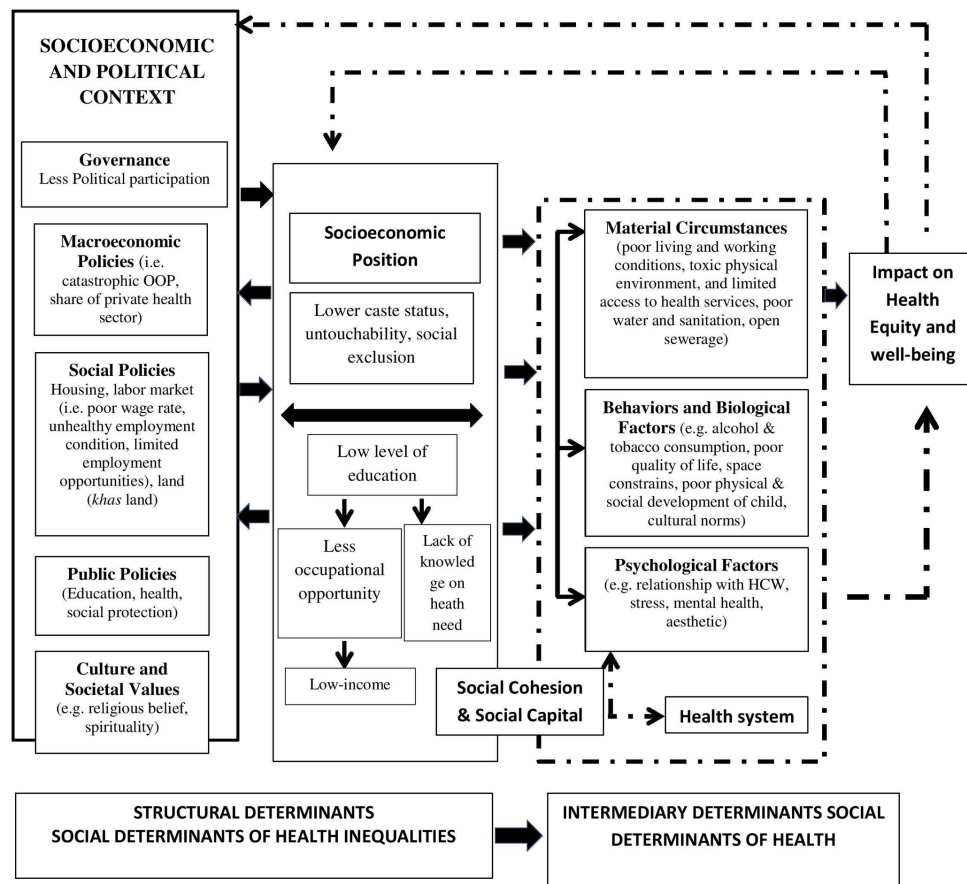 SOCIOECONOMIC
AND POLITICAL
CONTEXT
Governance
Less Political participation
Macroeconomic
Policies (i.e.
catastrophic OOP,
share of private health
sector)
Social Policies
Housing, labor market
(i.e. poor wage rate,
unhealthy employment
condition, limited
employment
opportunities), land
(khas land)
Public Policies
(Education, health,
social protection)
Culture and
Societal Values
(e.g. religious belief,
spirituality)
Socioeconomic
Position
Lower caste status,
untouchability, social
exclusion
Low level of
education
Less
occupational
opportunity
Lack of
knowled
ge on
heath
need
Low-income
Social Cohesion
& Social Capital
Material Circumstances
(poor living and working
conditions, toxic physical
environment, and limited
access to health services, poor
water and sanitation, open
sewerage)
Behaviors and Biological
Factors (e.g. alcohol &
tobacco consumption, poor
quality of life, space
constrains, poor physical &
social development of child,
cultural norms)
Psychological Factors
(e.g. relationship with HCW,
stress, mental health,
aesthetic)
Health system
Impact on
Health
Equity and
well-being
STRUCTURAL DETERMINANTS
SOCIAL DETERMINANTS OF HEALTH INEQUALITIES
INTERMEDIARY DETERMINANTS SOCIAL
DETERMINANTS OF HEALTH